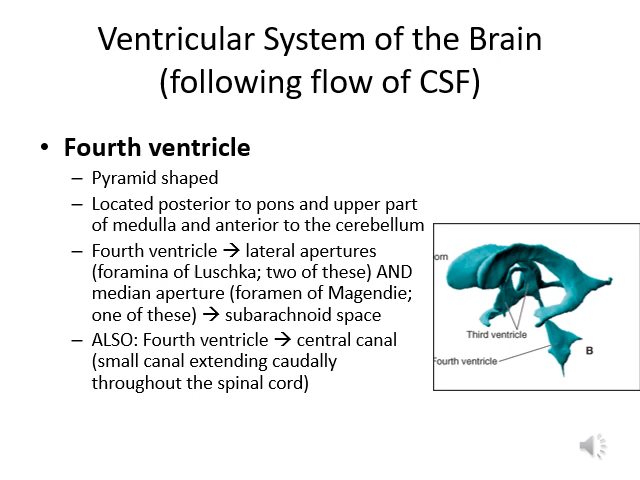 Ventricular System of the Brain
(following flow of CSF)
• Fourth ventricle
– Pyramid shaped
– Located posterior to pons and upper part
of medulla and anterior to the cerebellum
– Fourth ventricle → lateral apertures
(foramina of Luschka; two of these) AND
median aperture (foramen of Magendie;
one of these) → subarachnoid space
– ALSO: Fourth ventricle → central canal
(small canal extending caudally
throughout the spinal cord)
orn
Third ventricle
Fourth ventricle
B